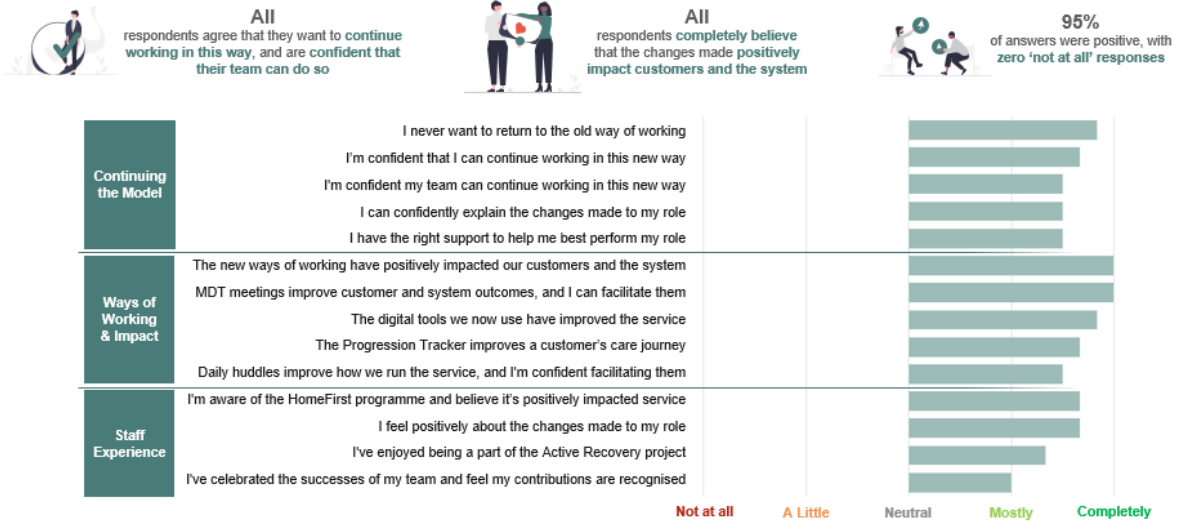 All
respondents agree that they want to continue
working in this way, and are confident that
their team can do so
All
respondents completely believe
that the changes made positively
impact customers and the system
95%
of answers were positive, with
zero ‘not at all’ responses
Continuing
the Model
I never want to return to the old way of working
I’m confident that I can continue working in this new way
I'm confident my team can continue working in this new way
I can confidently explain the changes made to my role
I have the right support to help me best perform my role
Ways of
Working
& Impact
The new ways of working have positively impacted our customers and the system
MDT meetings improve customer and system outcomes, and I can facilitate them
The digital tools we now use have improved the service
The Progression Tracker improves a customer’s care journey
Daily huddles improve how we run the service, and I'm confident facilitating them
Staff
Experience
I'm aware of the HomeFirst programme and believe it’s positively impacted service
I feel positively about the changes made to my role
I've enjoyed being a part of the Active Recovery project
I've celebrated the successes of my team and feel my contributions are recognised
Not at all
A Little
Neutral
Mostly
Completely